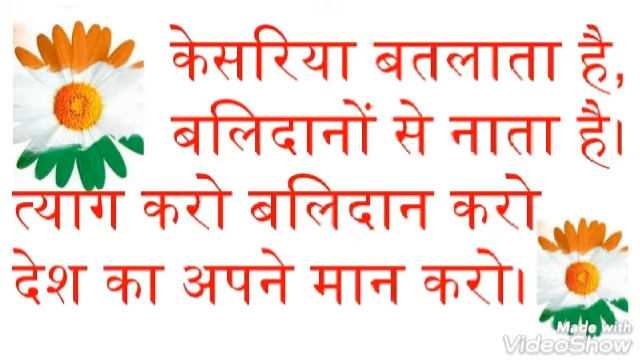 केसरिया बतलाता है,
बलिदानों से नाता है।
त्याग करो बलिदान करो
देश का अपने मान करो।
Made with
VideoShow